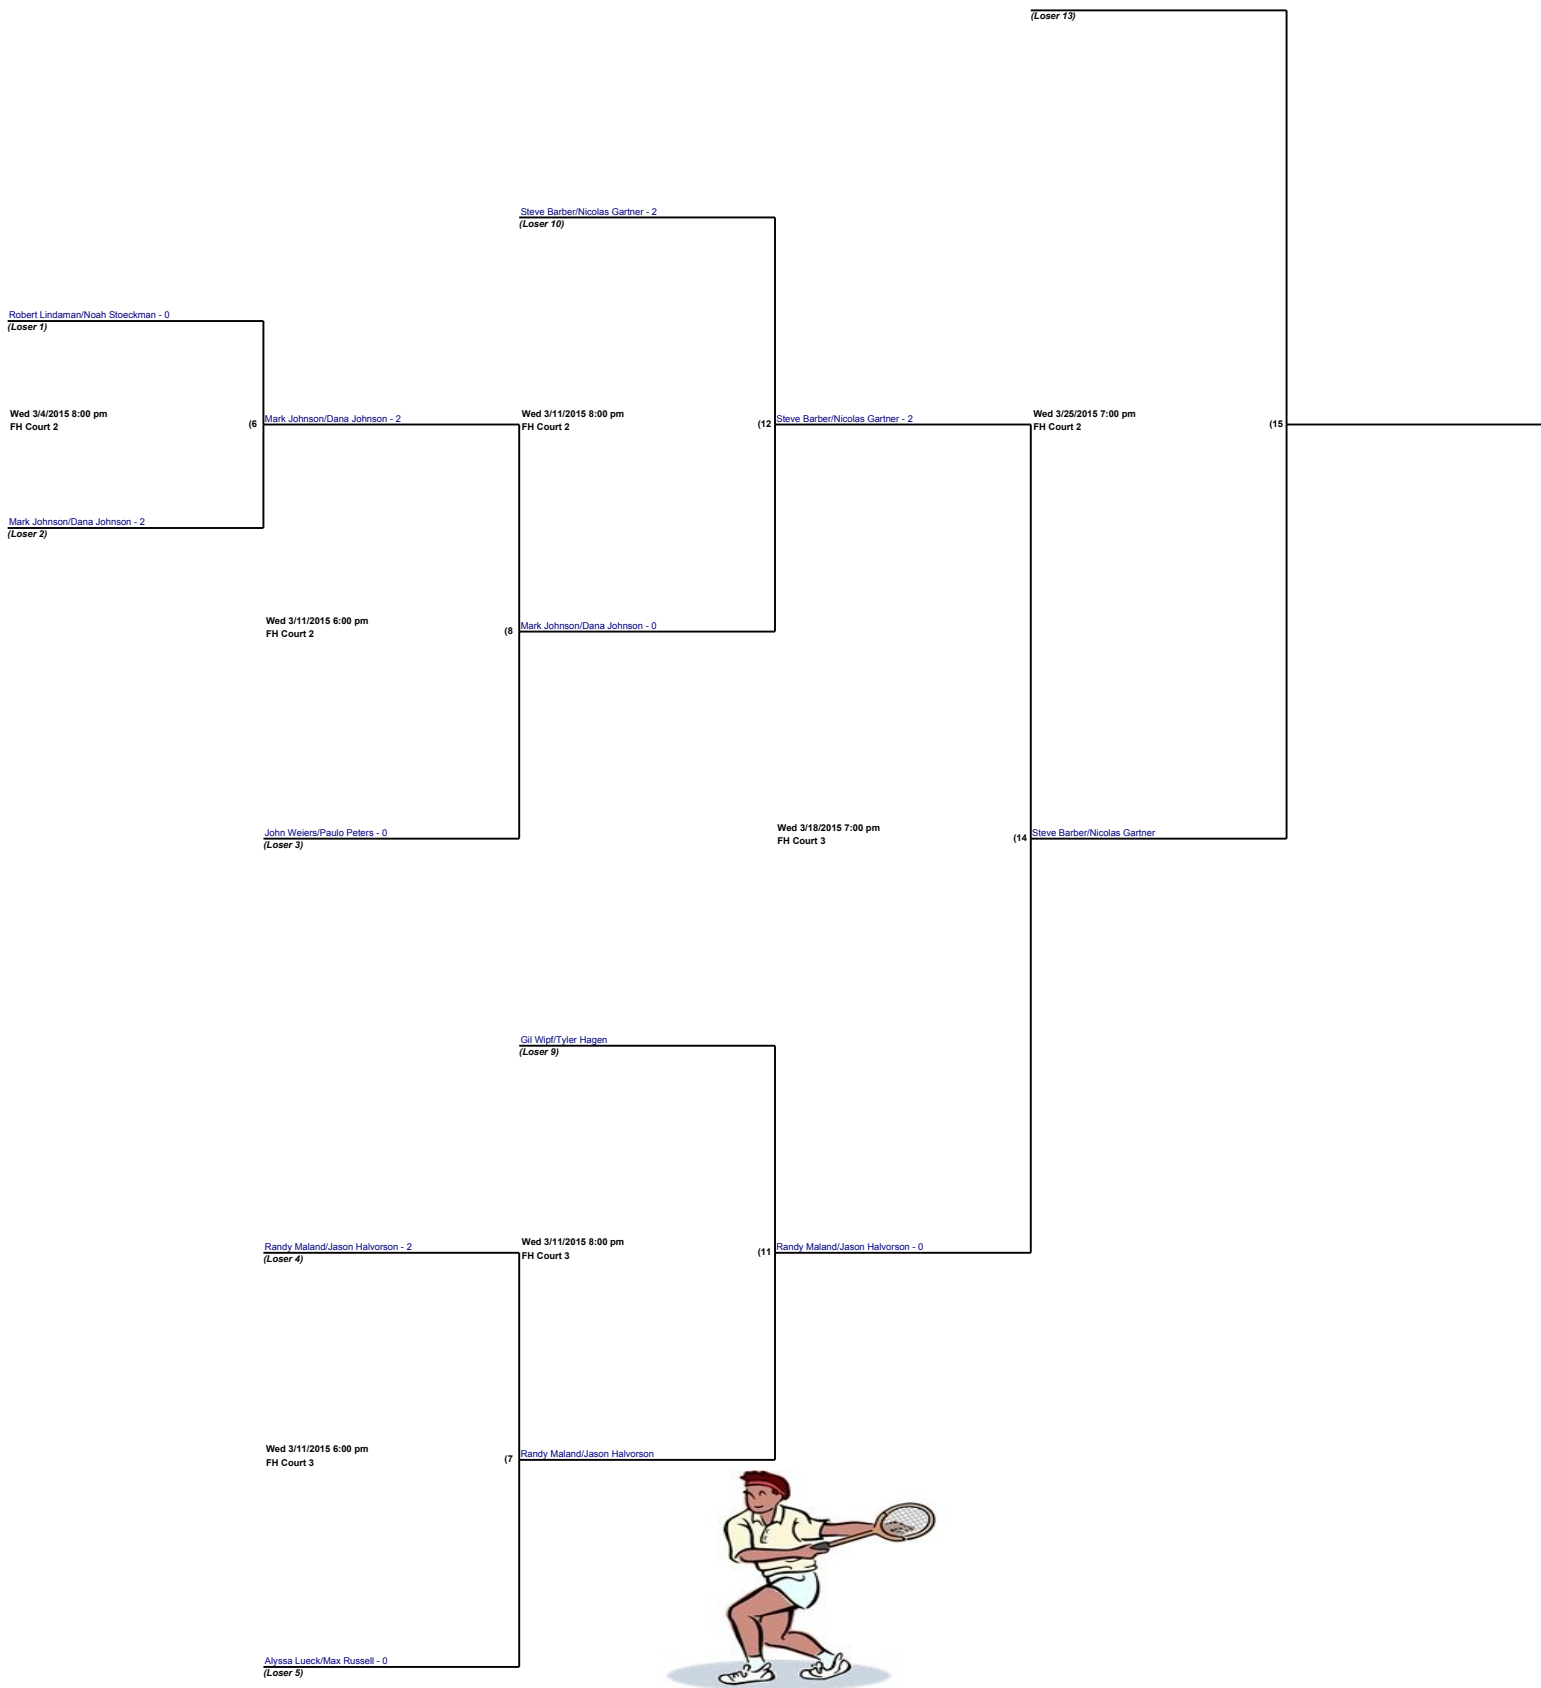 (Loser 13)
Steve Barber/Nicolas Gartner - 2
(Loser 10)
Robert Lindaman/Noah Stoeckman - 0
(Loser 1)
Wed 3/4/2015 8:00 pm
FH Court 2
(6
Mark Johnson/Dana Johnson - 2
Wed 3/11/2015 8:00 pm
FH Court 2
(12
Steve Barber/Nicolas Gartner - 2
Wed 3/25/2015 7:00 pm
FH Court 2
(15
Mark Johnson/Dana Johnson - 2
(Loser 2)
Wed 3/11/2015 6:00 pm
FH Court 2
(8
Mark Johnson/Dana Johnson - 0
John Weiers/Paulo Peters - 0
(Loser 3)
Wed 3/18/2015 7:00 pm
FH Court 3
(14
Steve Barber/Nicolas Gartner
Gil Wipf/Tyler Hagen
(Loser 9)
Randy Maland/Jason Halvorson - 2
(Loser 4)
Wed 3/11/2015 8:00 pm
FH Court 3
(11
Randy Maland/Jason Halvorson - 0
Wed 3/11/2015 6:00 pm
FH Court 3
(7
Randy Maland/Jason Halvorson
Alyssa Lueck/Max Russell - 0
(Loser 5)